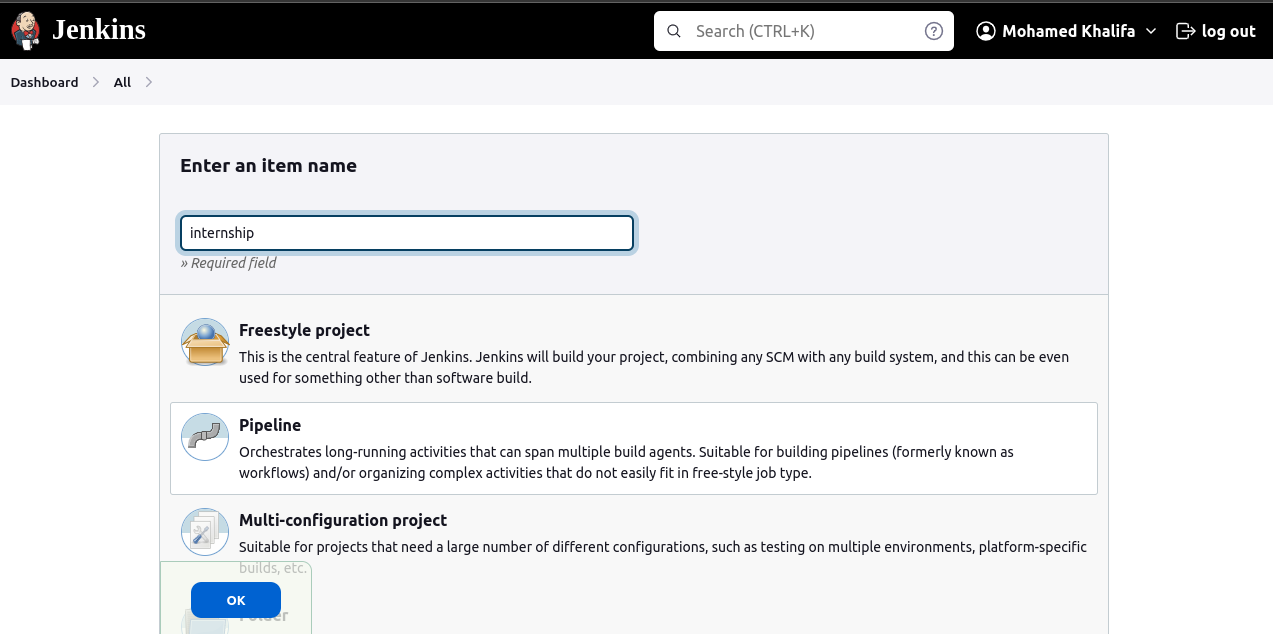 Jenkins
Search (CTRL+K)
?
Mohamed Khalifa
log out
Dashboard
All
Enter an item name
internship
» Required field
Freestyle project
This is the central feature of Jenkins. Jenkins will build your project, combining any SCM with any build system, and this can be even
used for something other than software build.
Pipeline
Orchestrates long-running activities that can span multiple build agents. Suitable for building pipelines (formerly known as
workflows) and/or organizing complex activities that do not easily fit in free-style job type.
Multi-configuration project
Suitable for projects that need a large number of different configurations, such as testing on multiple environments, platform-specific
builds, etc.
OK
Folder